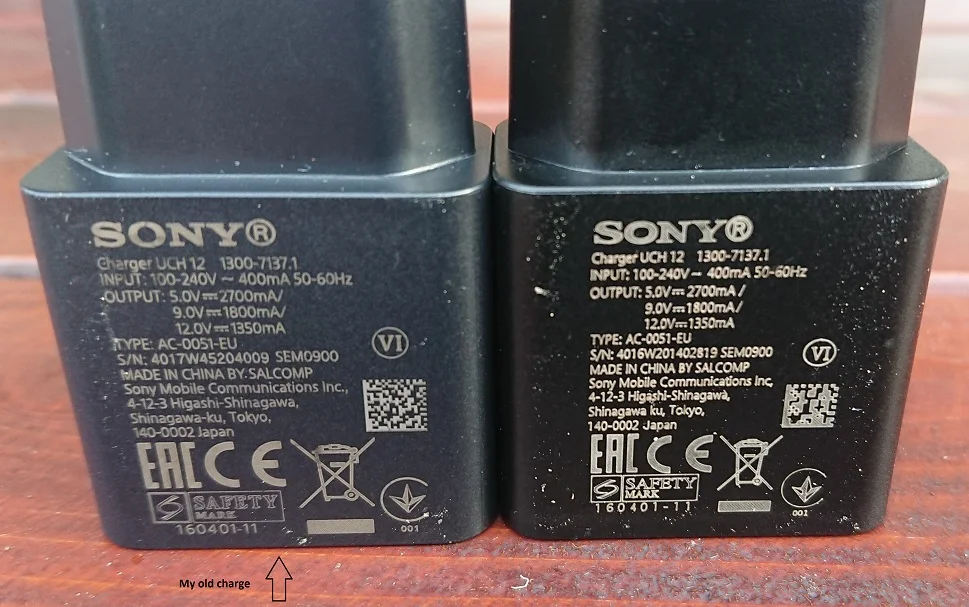 SONY®
Charger UCH 12 1300-7137.1
INPUT: 100-240V ~ 400mA 50-60Hz
OUTPUT: 5.0V⎓2700mA/
9.0V⎓1800mA/
12.0V⎓1350mA
TYPE: AC-0051-EU
VI
S/N: 4017W45204009 SEM0900
MADE IN CHINA BY SALCOMP
Sony Mobile Communications Inc.,
4-12-3 Higashi-Shinagawa,
Shinagawa-ku, Tokyo,
140-0002 Japan
EAC CE
S SAFETY
MARK
160401-11
001
SONY®
Charger UCH 12 1300-7137.1
INPUT: 100-240V ~ 400mA 50-60Hz
OUTPUT: 5.0V⎓2700mA/
9.0V⎓1800mA/
12.0V⎓1350mA
TYPE: AC-0051-EU
VI
S/N: 4016W201402819 SEM0900
MADE IN CHINA BY SALCOMP
Sony Mobile Communications Inc,
4-12-3 Higashi-Shinagawa,
Shinagawa ku, Tokyo,
140-0002 Japan
EAC CE
S SAFETY
MARK
160401-11
001
My old charge